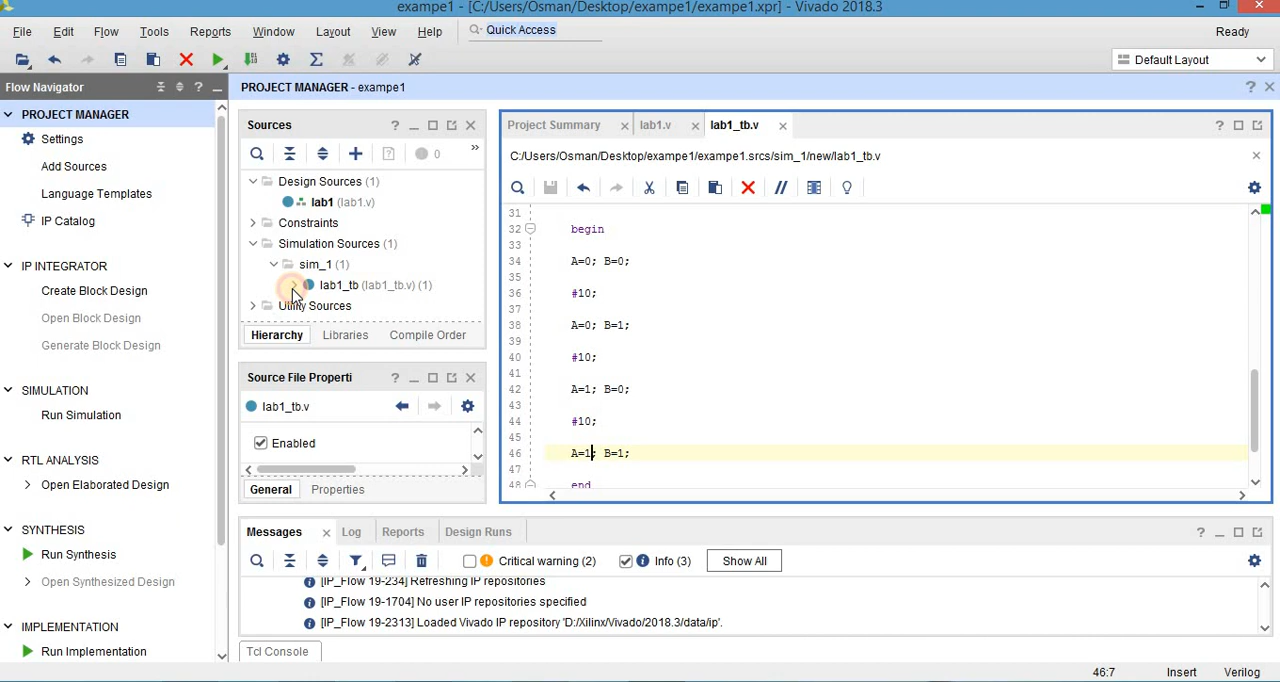 exampe1 - [C:/Users/Osman/Desktop/exampe1/exampe1.xpr] - Vivado 2018.3
File Edit Flow Tools Reports Window Layout View Help Quick Access Ready
Default Layout
Flow Navigator
PROJECT MANAGER
Settings
Add Sources
Language Templates
IP Catalog
IP INTEGRATOR
Create Block Design
Open Block Design
Generate Block Design
SIMULATION
Run Simulation
RTL ANALYSIS
Open Elaborated Design
SYNTHESIS
Run Synthesis
Open Synthesized Design
IMPLEMENTATION
Run Implementation
PROJECT MANAGER - exampe1
Sources
0
Design Sources (1)
lab1 (lab1.v)
Constraints
Simulation Sources (1)
sim_1 (1)
lab1_tb (lab1_tb.v) (1)
Utility Sources
Hierarchy Libraries Compile Order
Source File Properti
lab1_tb.v
Enabled
General Properties
Project Summary lab1.v lab1_tb.v
C:/Users/Osman/Desktop/exampe1/exampe1.srcs/sim_1/new/lab1_tb.v
31
32 begin
33
34 A=0; B=0;
35
36 #10;
37
38 A=0; B=1;
39
40 #10;
41
42 A=1; B=0;
43
44 #10;
45
46 A=1; B=1;
47
48 end
Messages Log Reports Design Runs
Critical warning (2) Info (3) Show All
[IP_Flow 19-234] Refreshing IP repositories
[IP_Flow 19-1704] No user IP repositories specified
[IP_Flow 19-2313] Loaded Vivado IP repository 'D:/Xilinx/Vivado/2018.3/data/ip'.
Tcl Console
46:7 Insert Verilog